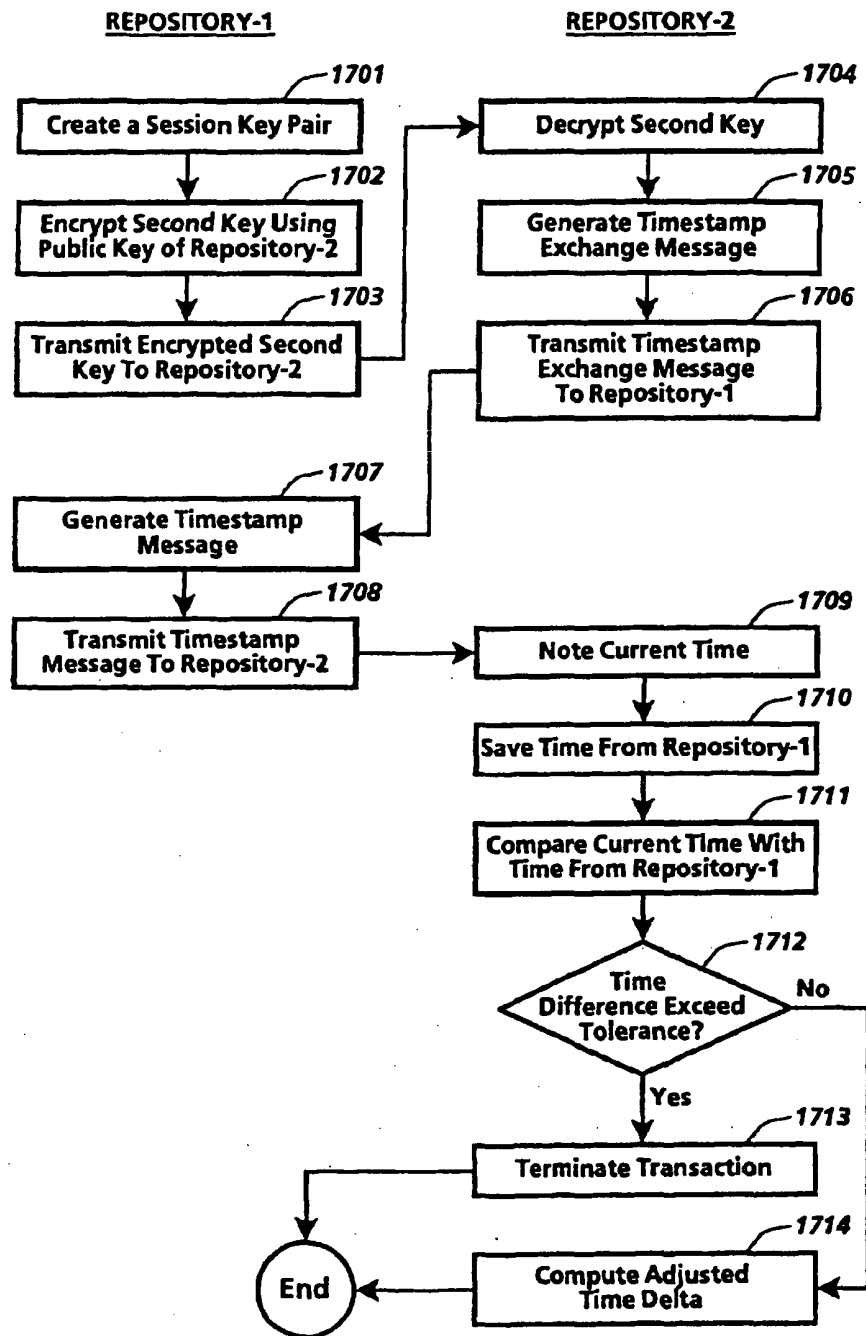 REPOSITORY-1
REPOSITORY-2
1701
Create a Session Key Pair
1702
Encrypt Second Key Using
Public Key of Repository-2
1703
Transmit Encrypted Second
Key To Repository-2
1704
Decrypt Second Key
1705
Generate Timestamp
Exchange Message
1706
Transmit Timestamp
Exchange Message
To Repository-1
1707
Generate Timestamp
Message
1708
Transmit Timestamp
Message To Repository-2
1709
Note Current Time
1710
Save Time From Repository-1
1711
Compare Current Time With
Time From Repository-1
1712
Time
Difference Exceed
Tolerance?
No
Yes
1713
Terminate Transaction
1714
Compute Adjusted
Time Delta
End